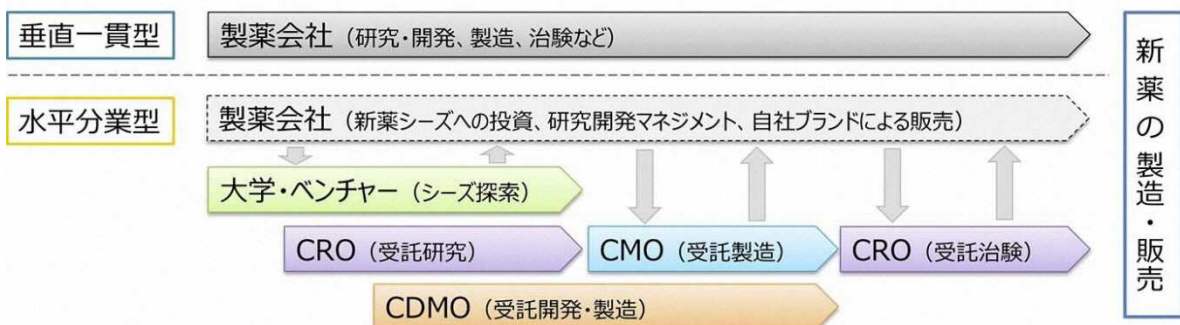 垂直一貫型
製薬会社（研究・開発、製造、治験など）
水平分業型
製薬会社（新薬シーズへの投資、研究開発マネジメント、自社ブランドによる販売）
大学・ベンチャー（シーズ探索）
CRO（受託研究）
CMO（受託製造）
CRO（受託治験）
CDMO（受託開発・製造）
新薬の製造・販売